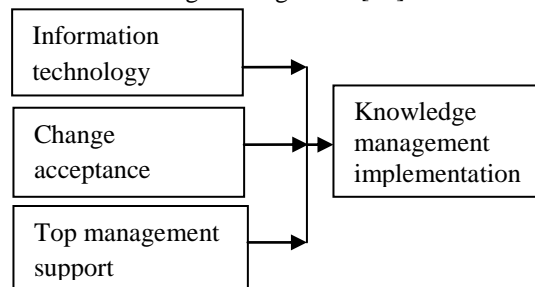 Information
technology
Change
acceptance
Top management
support
Knowledge
management
implementation